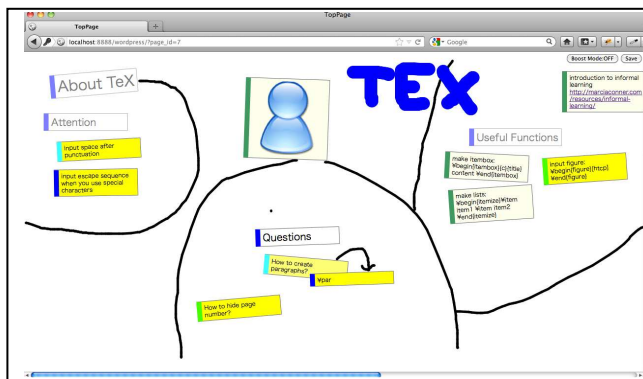 TopPage
TopPage
localhost 8888/wordpress/?page_id=7
Google
Boost Mode:OFF
Save
TEX
About TeX
Attention
input space after
punctuation
input escape sequence
when you use special
characters
introduction to informal
learning
http://marciaconner.com
/resources/informal-
learning/
Useful Functions
make itembox:
¥begin{itembox}{c}{title}
content ¥end{itembox}
input figure:
¥begin{figure}{htcp}
¥end{figure}
make lists:
¥begin{itemize}¥item
item1 ¥item item2
¥end{itemize}
Questions
How to create
paragraphs?
¥par
How to hide page
number?